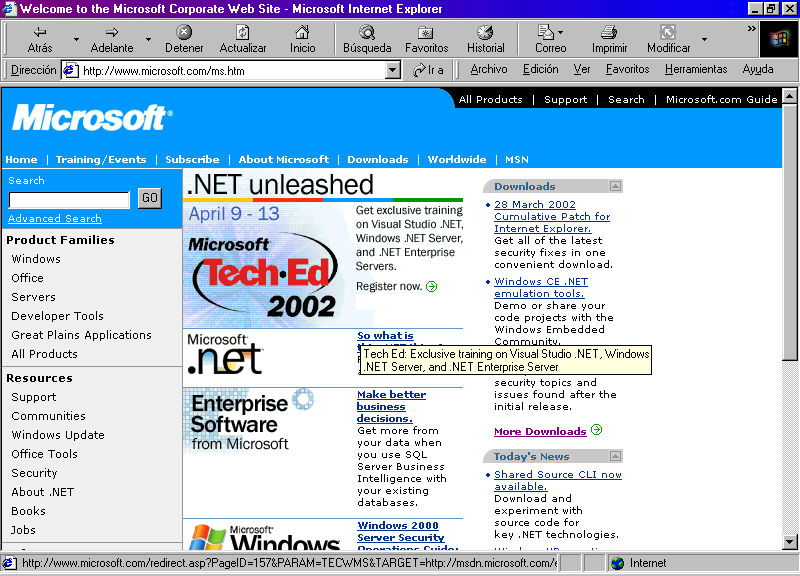 Welcome to the Microsoft Corporate Web Site - Microsoft Internet Explorer
Atrás Adelante Detener Actualizar Inicio Búsqueda Favoritos Historial Correo Imprimir Modificar »
Dirección http://www.microsoft.com/ms.htm Ir a Archivo Edición Ver Favoritos Herramientas Ayuda
All Products | Support | Search | Microsoft.com Guide
Microsoft®
Home | Training/Events | Subscribe | About Microsoft | Downloads | Worldwide | MSN
Search
GO
Advanced Search
Product Families
Windows
Office
Servers
Developer Tools
Great Plains Applications
All Products
Resources
Support
Communities
Windows Update
Office Tools
Security
About .NET
Books
Jobs
.NET unleashed
April 9 - 13
Microsoft
Tech·Ed
2002
Get exclusive training
on Visual Studio .NET,
Windows .NET Server,
and .NET Enterprise
Servers.
Register now.
Microsoft®
.net
So what is
Tech Ed: Exclusive training on Visual Studio .NET, Windows
.NET Server, and .NET Enterprise Server
Enterprise
Software
from Microsoft
Make better
business
decisions.
Get more from
your data when
you use SQL
Server Business
Intelligence with
your existing
databases.
Microsoft
Windows
Windows 2000
Server Security
Operations Guide:
Downloads
28 March 2002
Cumulative Patch for
Internet Explorer.
Get all of the latest
security fixes in one
convenient download.
Windows CE .NET
emulation tools.
Demo or share your
code projects with the
Windows Embedded
Community.
security topics and
issues found after the
initial release.
More Downloads
Today's News
Shared Source CLI now
available.
Download and
experiment with
source code for
key .NET technologies.
http://www.microsoft.com/redirect.asp?PageID=157&PARAM=TECWMS&TARGET=http://msdn.microsoft.com/e Internet